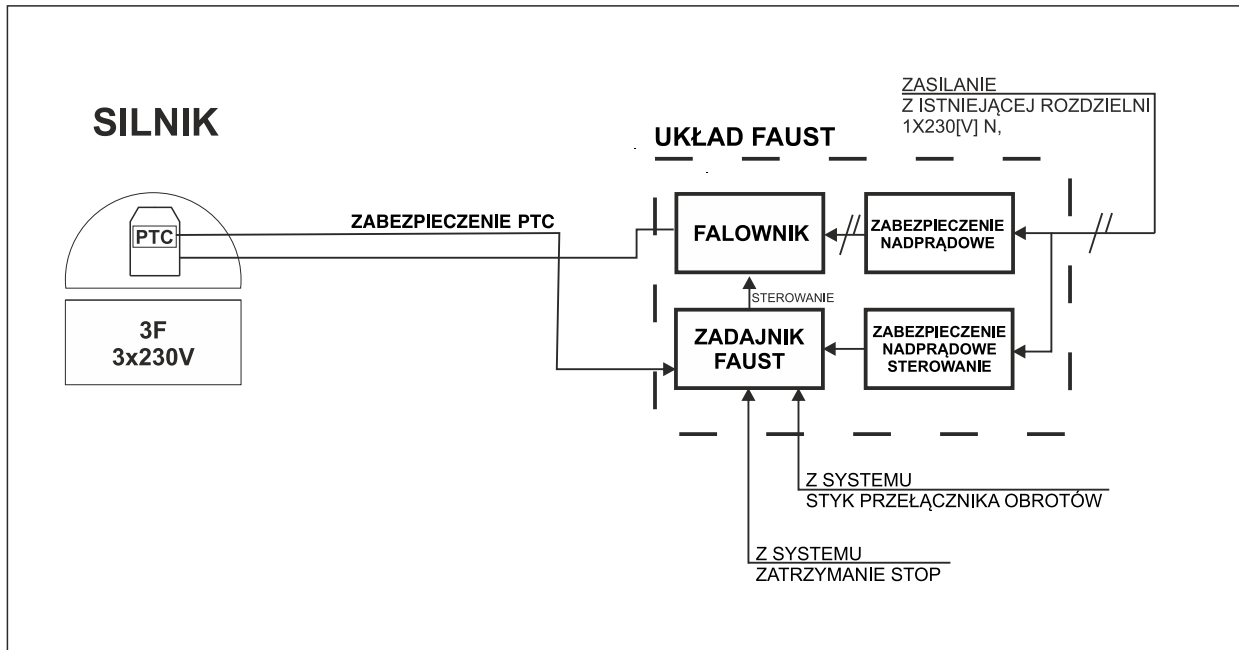 ZASILANIE
Z ISTNIEJĄCEJ ROZDZIELNI
1X230[V] N,
SILNIK
UKŁAD FAUST
ZABEZPIECZENIE PTC
PTC
FALOWNIK
ZABEZPIECZENIE
NADPRĄDOWE
STEROWANIE
3F
3x230V
ZADAJNIK
FAUST
ZABEZPIECZENIE
NADPRĄDOWE
STEROWANIE
Z SYSTEMU
STYK PRZEŁĄCZNIKA OBROTÓW
Z SYSTEMU
ZATRZYMANIE STOP